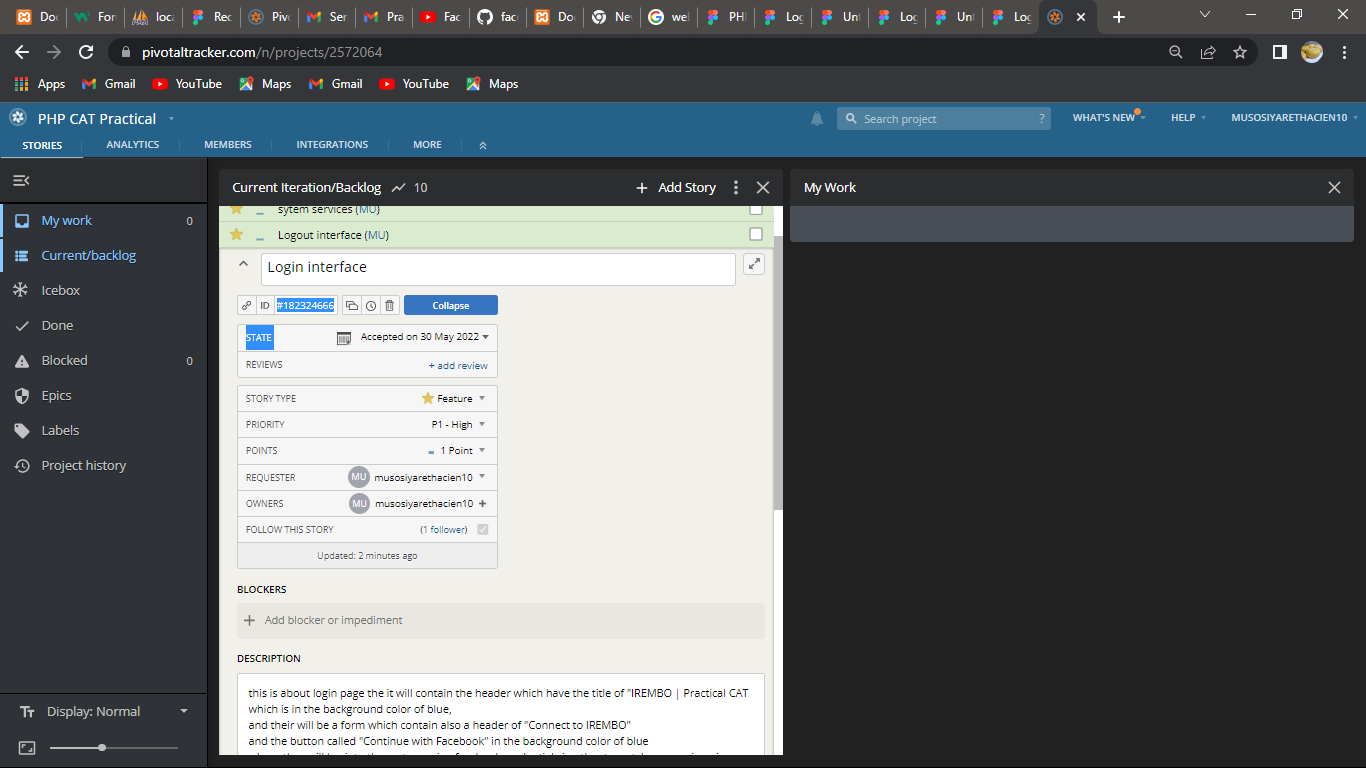 Doc
For
loca
Rec
Pivo
Ser
Pra
Fac
face
Doc
Nev
wel
PHI
Log
Unt
Log
Unt
Log
pivotaltracker.com/n/projects/2572064
Apps Gmail YouTube Maps Gmail YouTube Maps
PHP CAT Practical
Search project ?
WHAT'S NEW HELP MUSOSIYARETHACIEN10
STORIES ANALYTICS MEMBERS INTEGRATIONS MORE
My work 0
Current/backlog
Icebox
Done
Blocked 0
Epics
Labels
Project history
Display: Normal
Current Iteration/Backlog 10 + Add Story
sytem services (MU)
Logout interface (MU)
Login interface
ID #182324666 Collapse
STATE Accepted on 30 May 2022
REVIEWS + add review
STORY TYPE Feature
PRIORITY P1 - High
POINTS 1 Point
REQUESTER MU musosiyarethacien10
OWNERS MU musosiyarethacien10 +
FOLLOW THIS STORY (1 follower)
Updated: 2 minutes ago
BLOCKERS
+ Add blocker or impediment
DESCRIPTION
this is about login page the it will contain the header which have the title of "IREMBO | Practical CAT
which is in the background color of blue,
and their will be a form which contain also a header of "Connect to IREMBO"
and the button called "Continue with Facebook" in the background color of blue
My Work